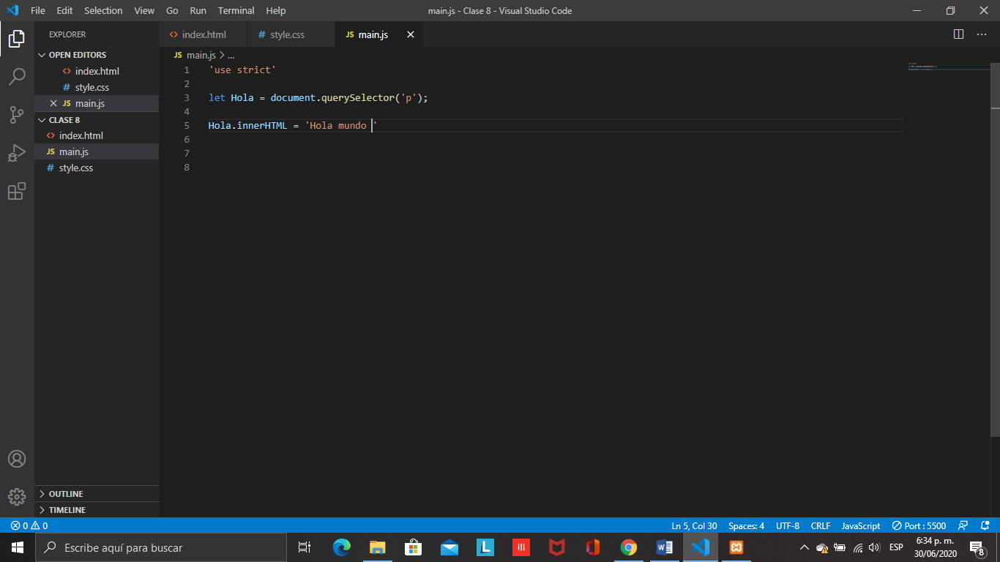 File Edit Selection View Go Run Terminal Help main.js - Clase 8 - Visual Studio Code
EXPLORER
OPEN EDITORS
index.html
style.css
JS main.js
CLASE 8
index.html
JS main.js
# style.css
OUTLINE
TIMELINE
index.html # style.css JS main.js
JS main.js > ...
1 'use strict'
2
3 let Hola = document.querySelector('p');
4
5 Hola.innerHTML = 'Hola mundo '
6
7
8
0 0 Ln 5, Col 30 Spaces: 4 UTF-8 CRLF JavaScript Port : 5500
Escribe aquí para buscar
ESP
6:34 p. m.
30/06/2020
8